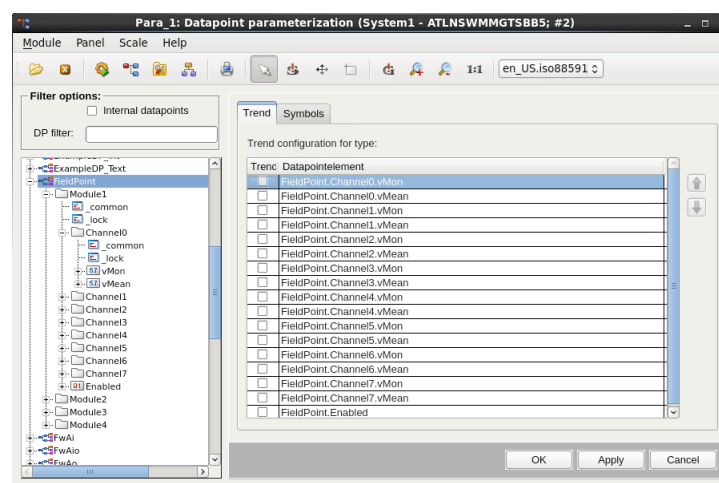 Para_1: Datapoint parameterization (System1 - ATLNSWMMGTSBB5; #2)
Module Panel Scale Help
1:1 en_US.iso88591
Filter options:
Internal datapoints
DP filter:
ExampleDP_Text
FieldPoint
Module1
_common
_lock
Channel0
_common
_lock
vMon
vMean
Channel1
Channel2
Channel3
Channel4
Channel5
Channel6
Channel7
Enabled
Module2
Module3
Module4
FwAi
FwAio
FwAo
Trend Symbols
Trend configuration for type:
Trenc Datapointelement
FieldPoint.Channel0.vMon
FieldPoint.Channel0.vMean
FieldPoint.Channel1.vMon
FieldPoint.Channel1.vMean
FieldPoint.Channel2.vMon
FieldPoint.Channel2.vMean
FieldPoint.Channel3.vMon
FieldPoint.Channel3.vMean
FieldPoint.Channel4.vMon
FieldPoint.Channel4.vMean
FieldPoint.Channel5.vMon
FieldPoint.Channel5.vMean
FieldPoint.Channel6.vMon
FieldPoint.Channel6.vMean
FieldPoint.Channel7.vMon
FieldPoint.Channel7.vMean
FieldPoint.Enabled
OK Apply Cancel